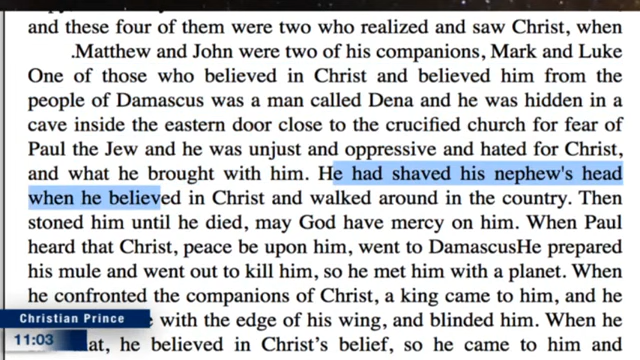 and these four of them were two who realized and saw Christ, when
.Matthew and John were two of his companions, Mark and Luke
One of those who believed in Christ and believed him from the
people of Damascus was a man called Dena and he was hidden in a
cave inside the eastern door close to the crucified church for fear of
Paul the Jew and he was unjust and oppressive and hated for Christ,
and what he brought with him. He had shaved his nephew's head
when he believed in Christ and walked around in the country. Then
stoned him until he died, may God have mercy on him. When Paul
heard that Christ, peace be upon him, went to DamascusHe prepared
his mule and went out to kill him, so he met him with a planet. When
he confronted the companions of Christ, a king came to him, and he
with the edge of his wing, and blinded him. When he
he believed in Christ's belief, so he came to him and
Christian Prince
11:03